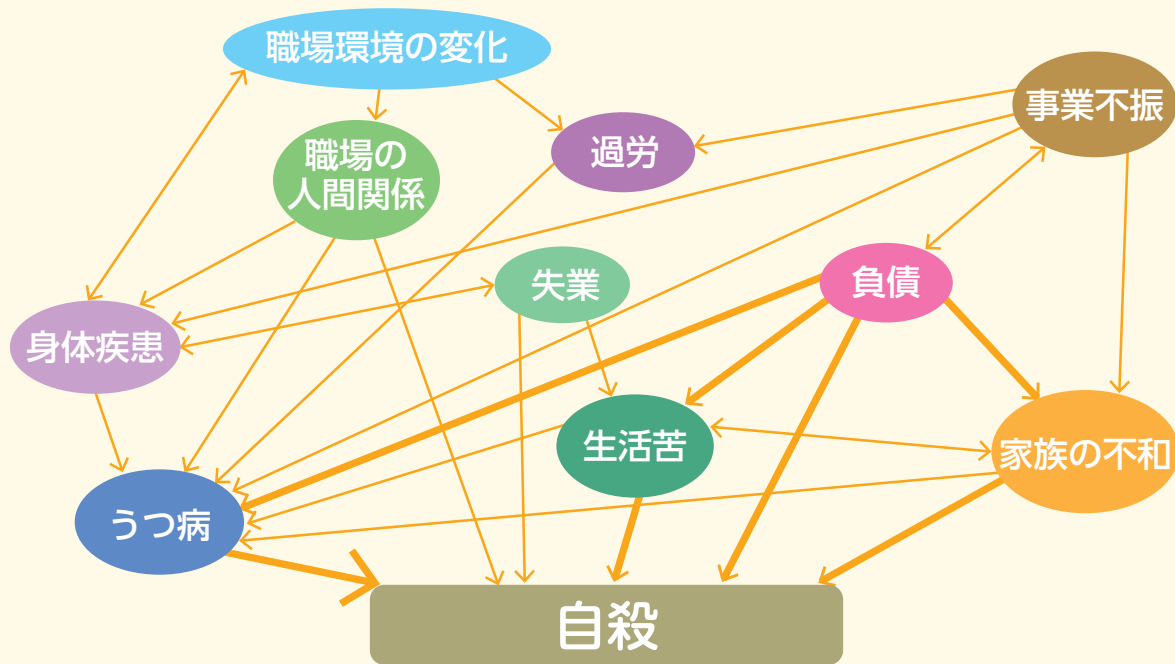 職場環境の変化
事業不振
過労
職場の
人間関係
失業
負債
身体疾患
生活苦
家族の不和
うつ病
自殺